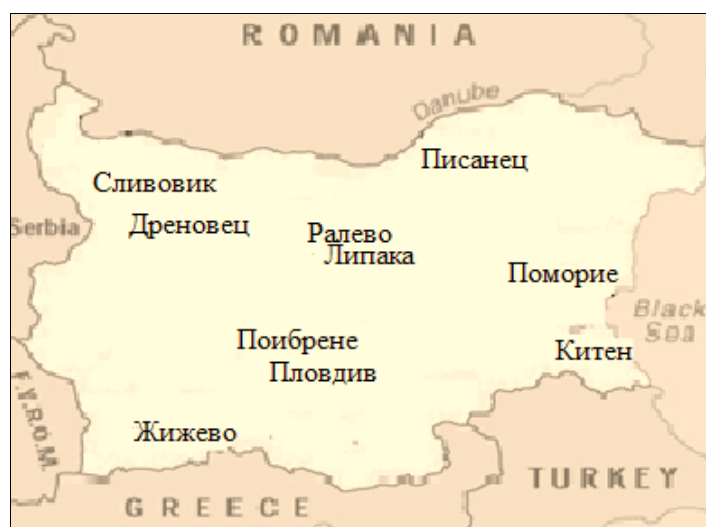 ROMANIA
Danube
Писанец
Сливовик
Дреновец
Serbia
Ралево
Липака
Поморие
Black
Sea
Поибрене
Китен
Пловдив
F.Y.R.O.M.
Жижево
TURKEY
GREECE